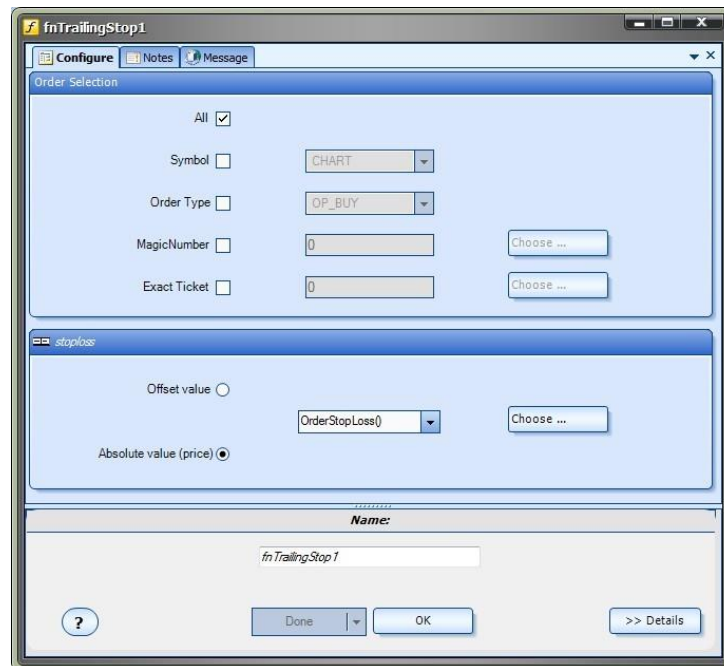 fnTrailingStop1
Configure Notes Message
Order Selection
All
Symbol CHART
Order Type OP_BUY
MagicNumber 0 Choose ...
Exact Ticket 0 Choose ...
stoploss
Offset value
OrderStopLoss() Choose ...
Absolute value (price)
Name:
fnTrailingStop1
? Done OK >> Details